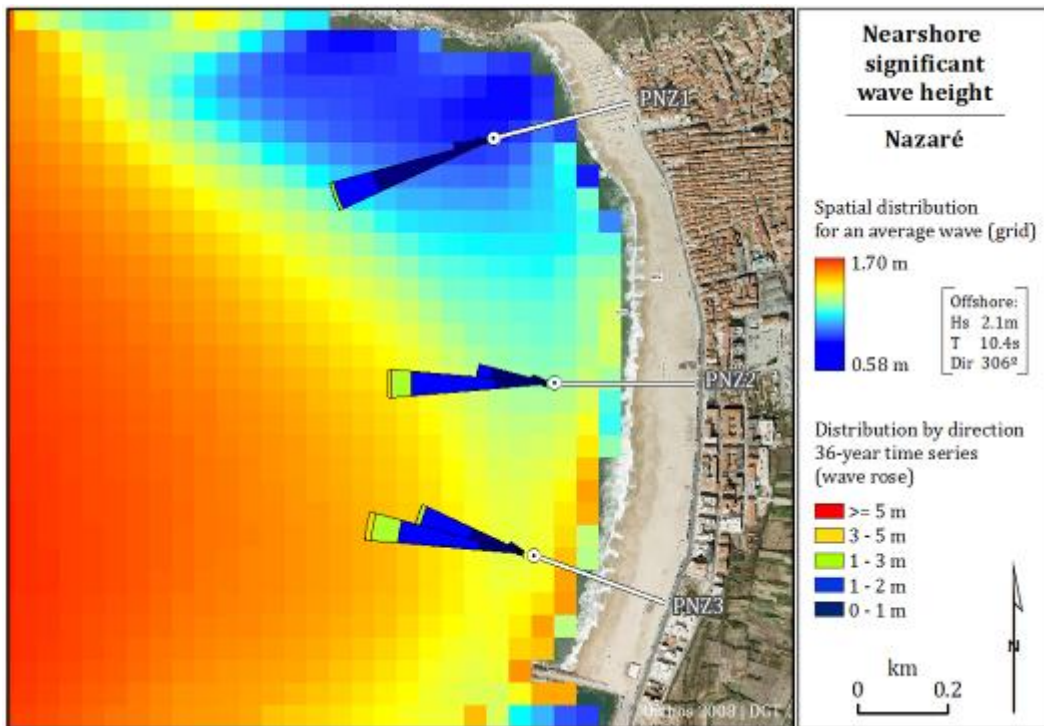 PNZ1
PNZ2
PNZ3
2008 | DGT
Nearshore
significant
wave height
Nazaré
Spatial distribution
for an average wave (grid)
1.70 m
0.58 m
Offshore:
Hs 2.1m
T 10.4s
Dir 306º
Distribution by direction
36-year time series
(wave rose)
>= 5 m
3 - 5 m
1 - 3 m
1 - 2 m
0 - 1 m
km
0 0.2
N